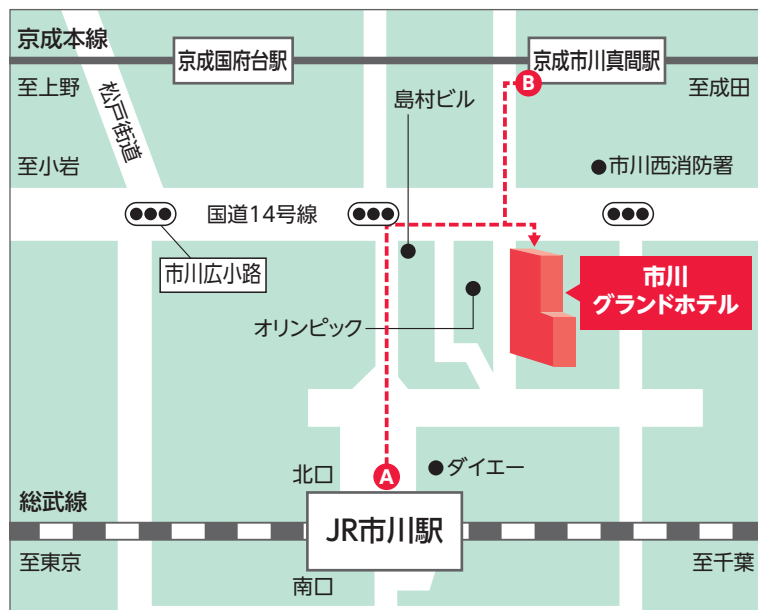 京成本線
京成国府台駅
京成市川真間駅
至上野
B
至成田
松戸街道
島村ビル
至小岩
市川西消防署
国道14号線
市川広小路
市川
グランドホテル
オリンピック
北口
A
ダイエー
総武線
JR市川駅
至東京
至千葉
南口